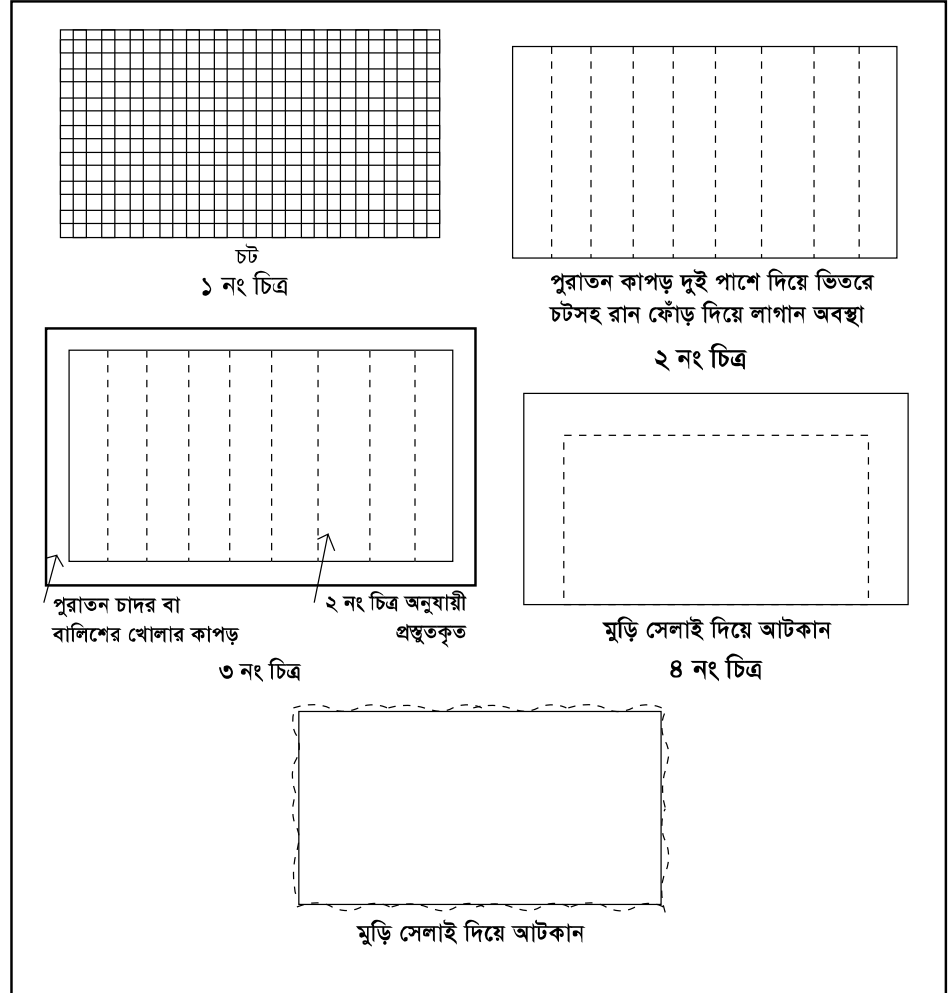 চট
১ নং চিত্র
পুরাতন কাপড় দুই পাশে দিয়ে ভিতরে
চটসহ রান ফোঁড় দিয়ে লাগান অবস্থা
২ নং চিত্র
পুরাতন চাদর বা
বালিশের খোলার কাপড়
২ নং চিত্র অনুযায়ী
প্রস্তুতকৃত
৩ নং চিত্র
মুড়ি সেলাই দিয়ে আটকান
৪ নং চিত্র
মুড়ি সেলাই দিয়ে আটকান